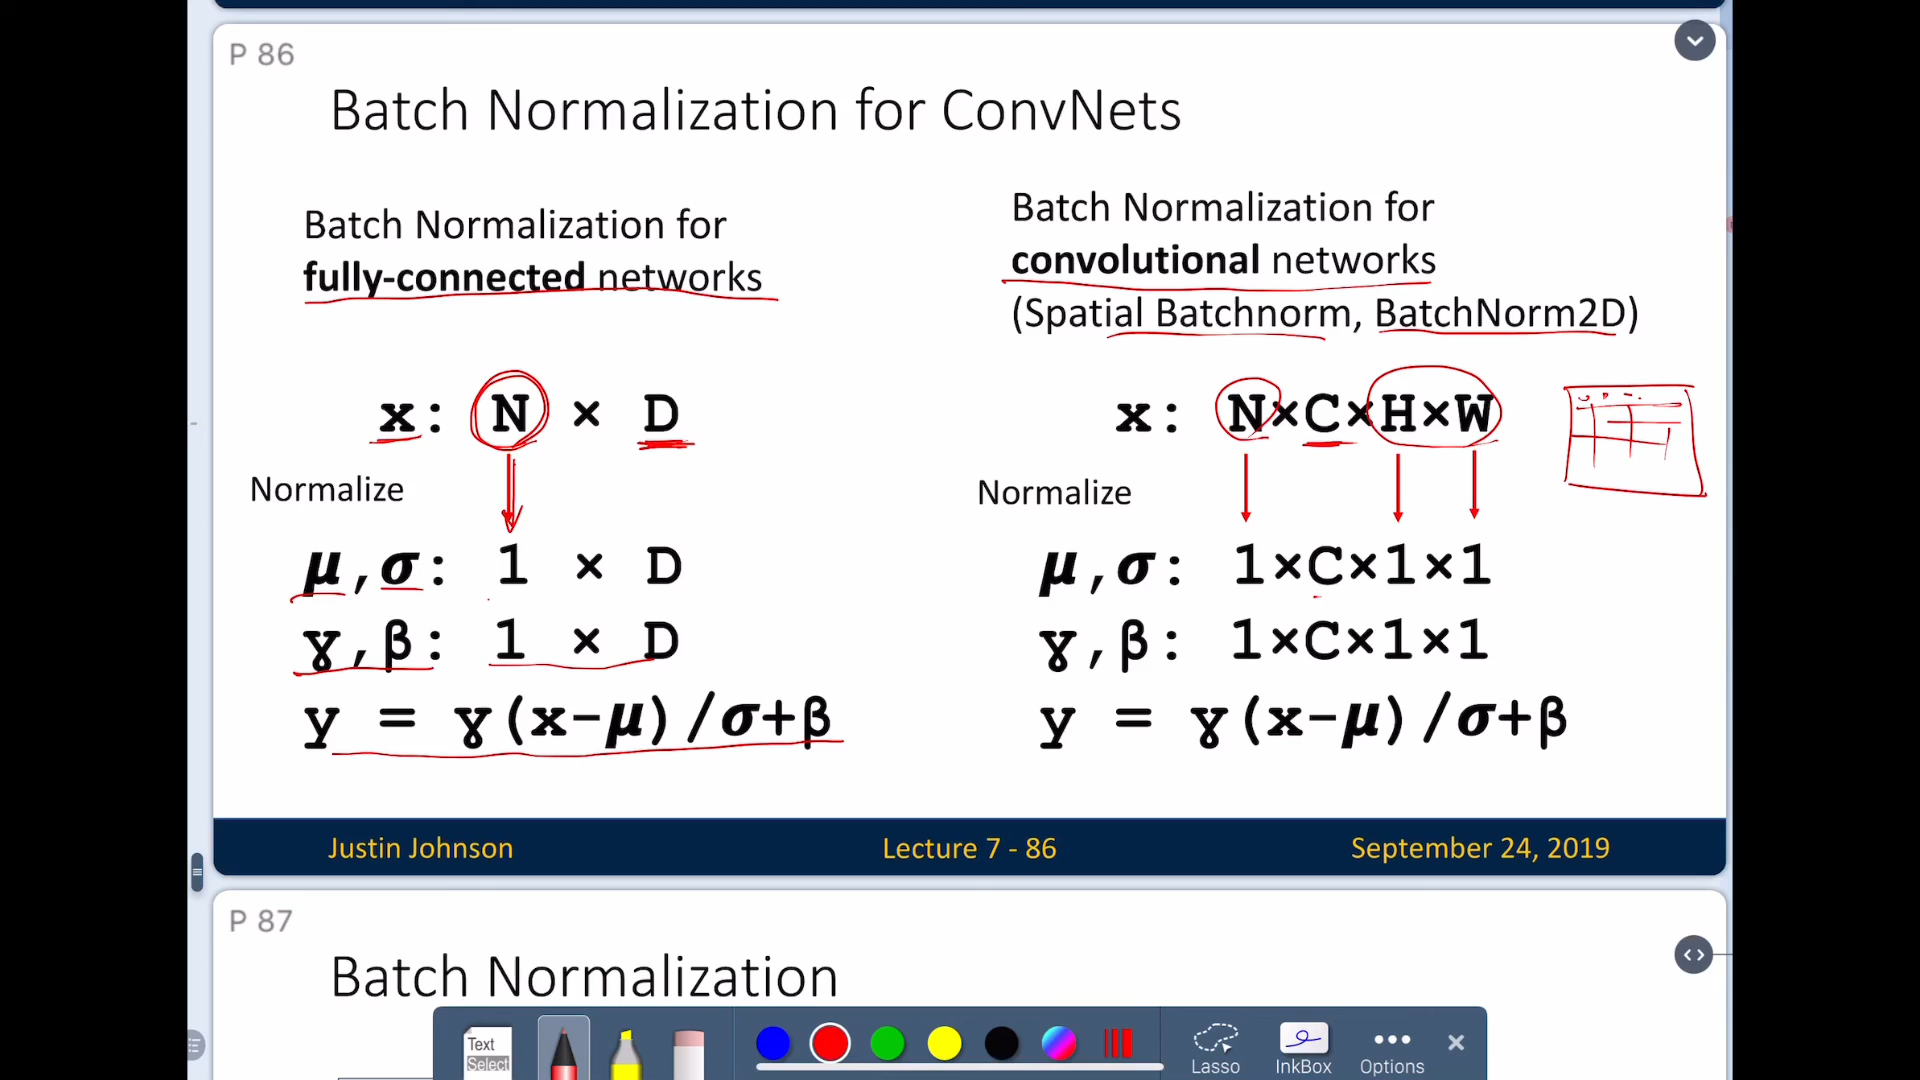 P 86
Batch Normalization for ConvNets
Batch Normalization for
fully-connected networks
x: N × D
Normalize
μ,σ: 1 × D
ɣ,β: 1 × D
y = ɣ(x-μ)/σ+β
Batch Normalization for
convolutional networks
(Spatial Batchnorm, BatchNorm2D)
x: N×C×H×W
Normalize
μ,σ: 1×C×1×1
ɣ,β: 1×C×1×1
y = ɣ(x-μ)/σ+β
Justin Johnson
Lecture 7 - 86
September 24, 2019
P 87
Batch Normalization
Text
Select
Lasso
InkBox
Options